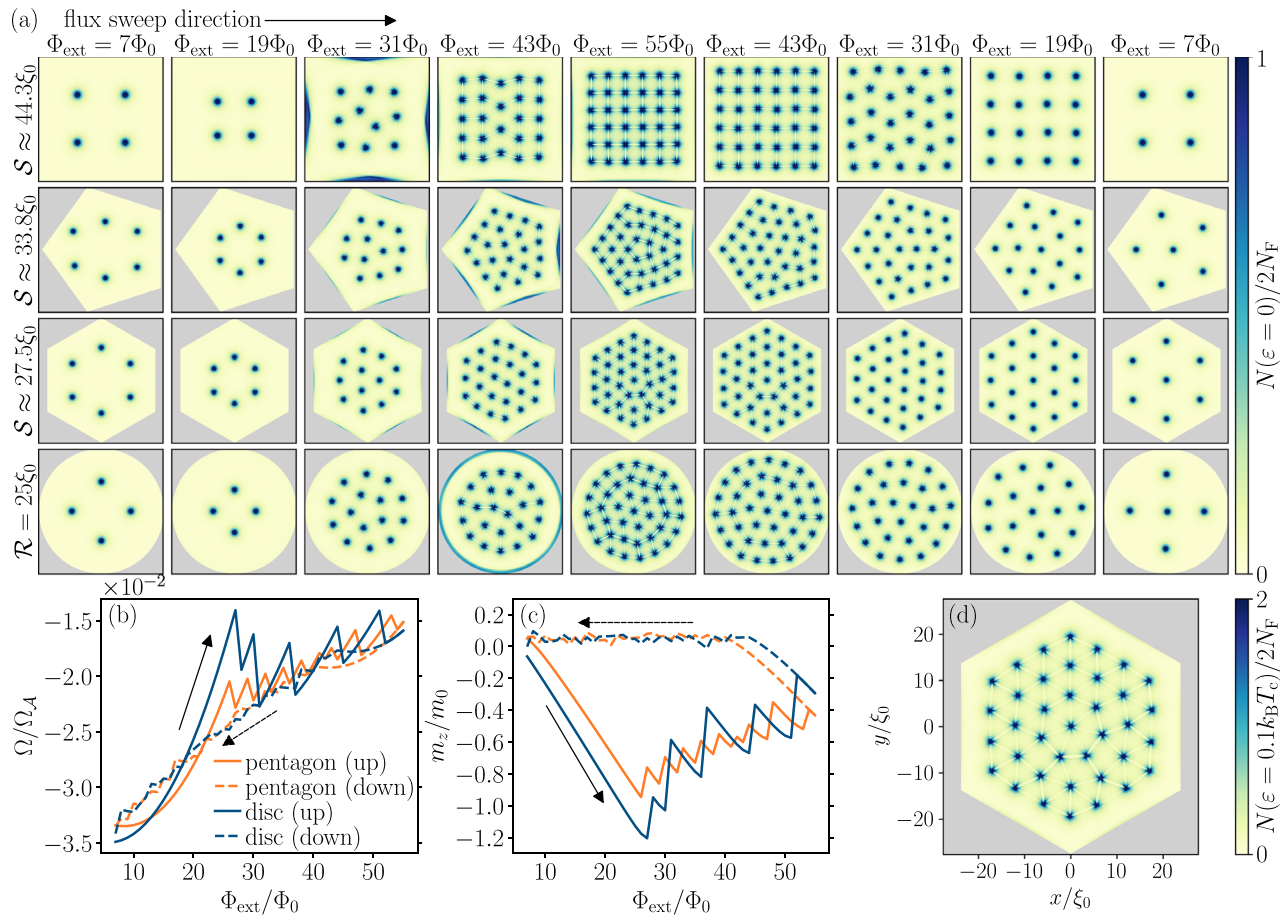 (a) flux sweep direction
Φext = 7Φ0 Φext = 19Φ0 Φext = 31Φ0 Φext = 43Φ0 Φext = 55Φ0 Φext = 43Φ0 Φext = 31Φ0 Φext = 19Φ0 Φext = 7Φ0
𝒮 ≈ 44.3ξ0
𝒮 ≈ 33.8ξ0
𝒮 ≈ 27.5ξ0
ℛ = 25ξ0
1
N(ε = 0)/2NF
0
×10−2
(b)
−1.5
−2.0
−2.5
−3.0
−3.5
Ω/Ω𝒜
pentagon (up)
pentagon (down)
disc (up)
disc (down)
10 20 30 40 50
Φext/Φ0
(c)
0.2
0.0
−0.2
−0.4
−0.6
−0.8
−1.0
−1.2
mz/m0
10 20 30 40 50
Φext/Φ0
(d)
20
10
0
−10
−20
y/ξ0
−20 −10 0 10 20
x/ξ0
2
N(ε = 0.1kBTc)/2NF
0